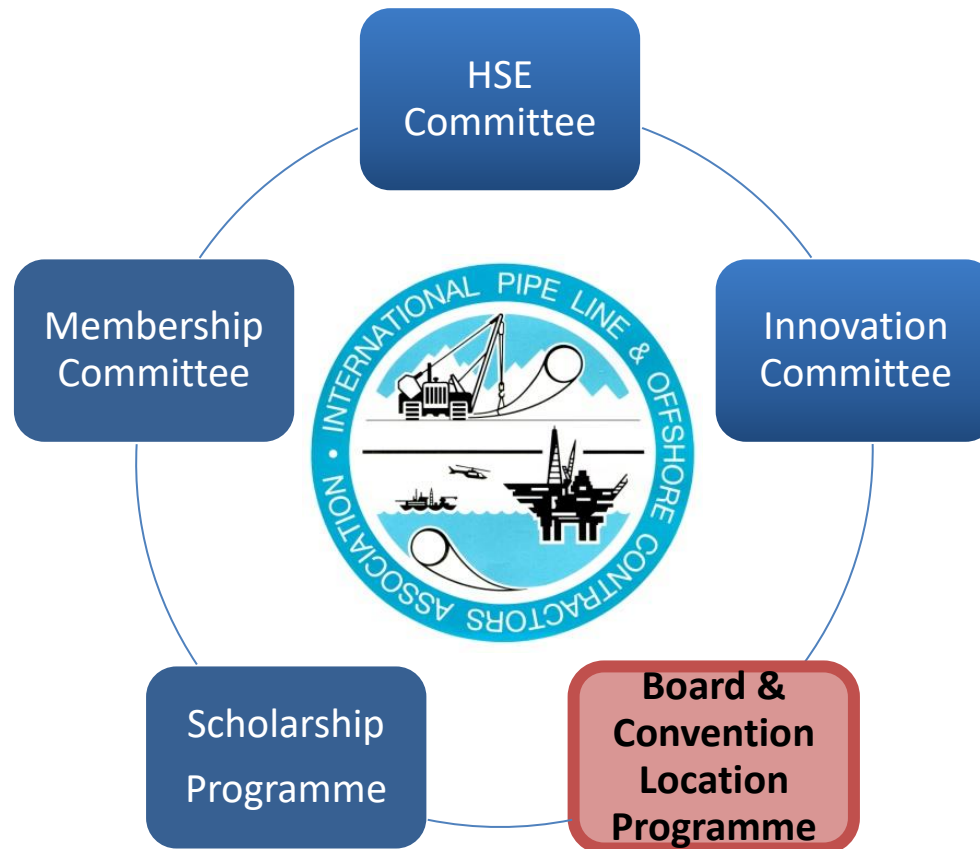 HSE
Committee
Membership
Committee
INTERNATIONAL PIPE LINE & OFFSHORE CONTRACTORS ASSOCIATION •
Innovation
Committee
Scholarship
Programme
Board &
Convention
Location
Programme